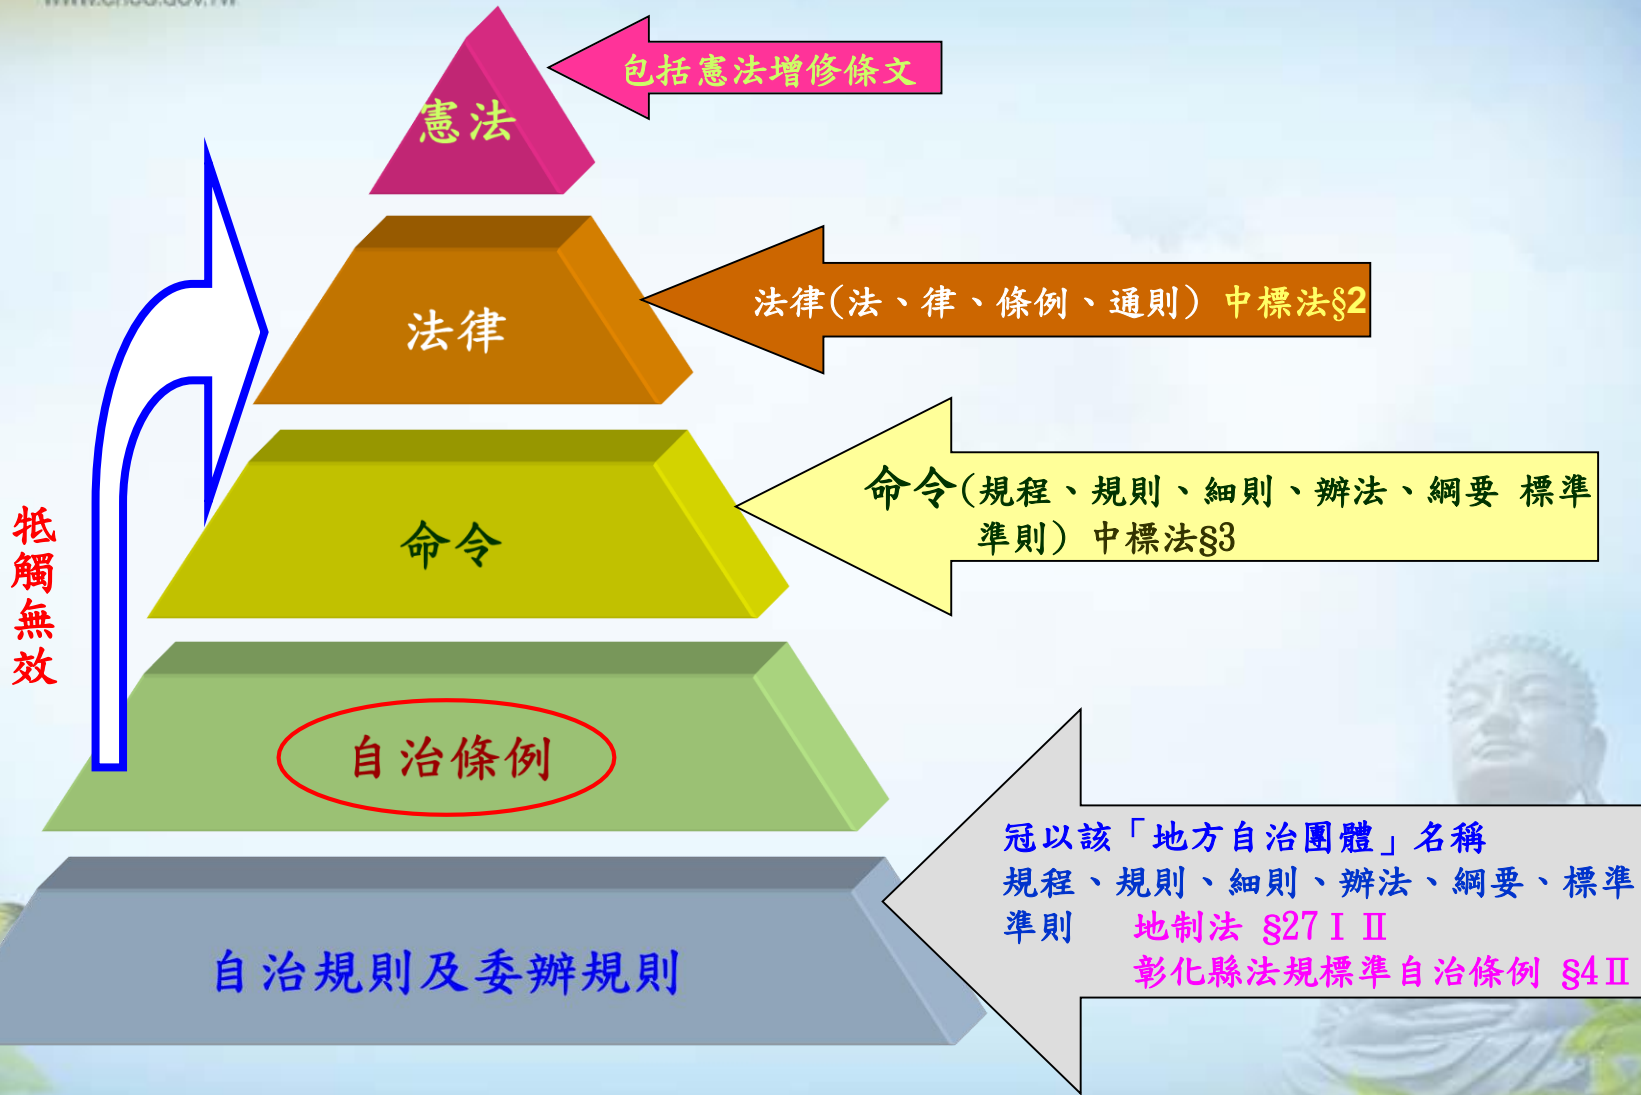 憲法
包括憲法增修條文
法律
法律(法、律、條例、通則) 中標法§2
命令
命令(規程、規則、細則、辦法、綱要 標準
準則) 中標法§3
牴觸無效
自治條例
自治規則及委辦規則
冠以該「地方自治團體」名稱
規程、規則、細則、辦法、綱要、標準
準則 地制法 §27ⅠⅡ
彰化縣法規標準自治條例 §4Ⅱ